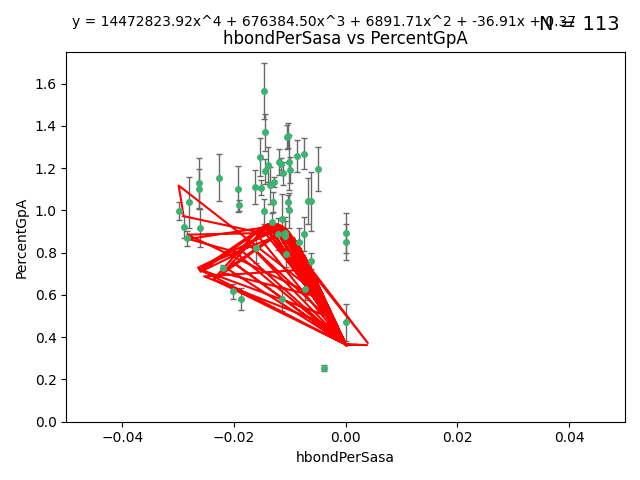 y = 14472823.92x^4 + 676384.50x^3 + 6891.71x^2 + -36.91x + 0.37
N = 113
hbondPerSasa vs PercentGpA
1.6
1.4
1.2
1.0
0.8
0.6
0.4
0.2
0.0
PercentGpA
−0.04
−0.02
0.00
0.02
0.04
hbondPerSasa